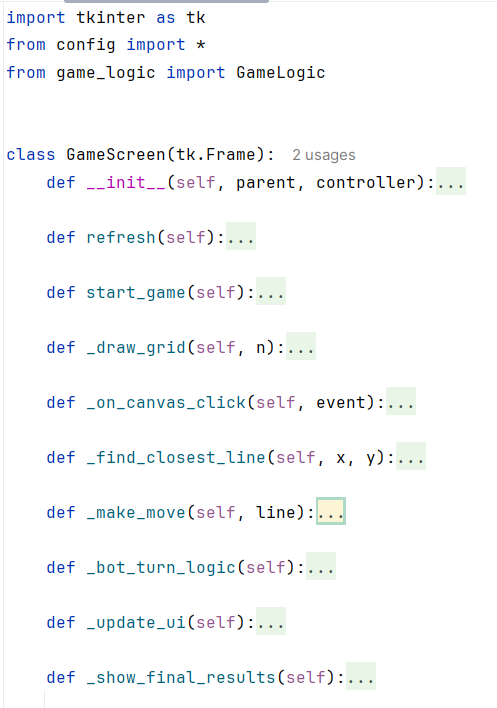 import tkinter as tk
from config import *
from game_logic import GameLogic
class GameScreen(tk.Frame): 2 usages
def __init__(self, parent, controller):...
def refresh(self):...
def start_game(self):...
def _draw_grid(self, n):...
def _on_canvas_click(self, event):...
def _find_closest_line(self, x, y):...
def _make_move(self, line):...
def _bot_turn_logic(self):...
def _update_ui(self):...
def _show_final_results(self):...